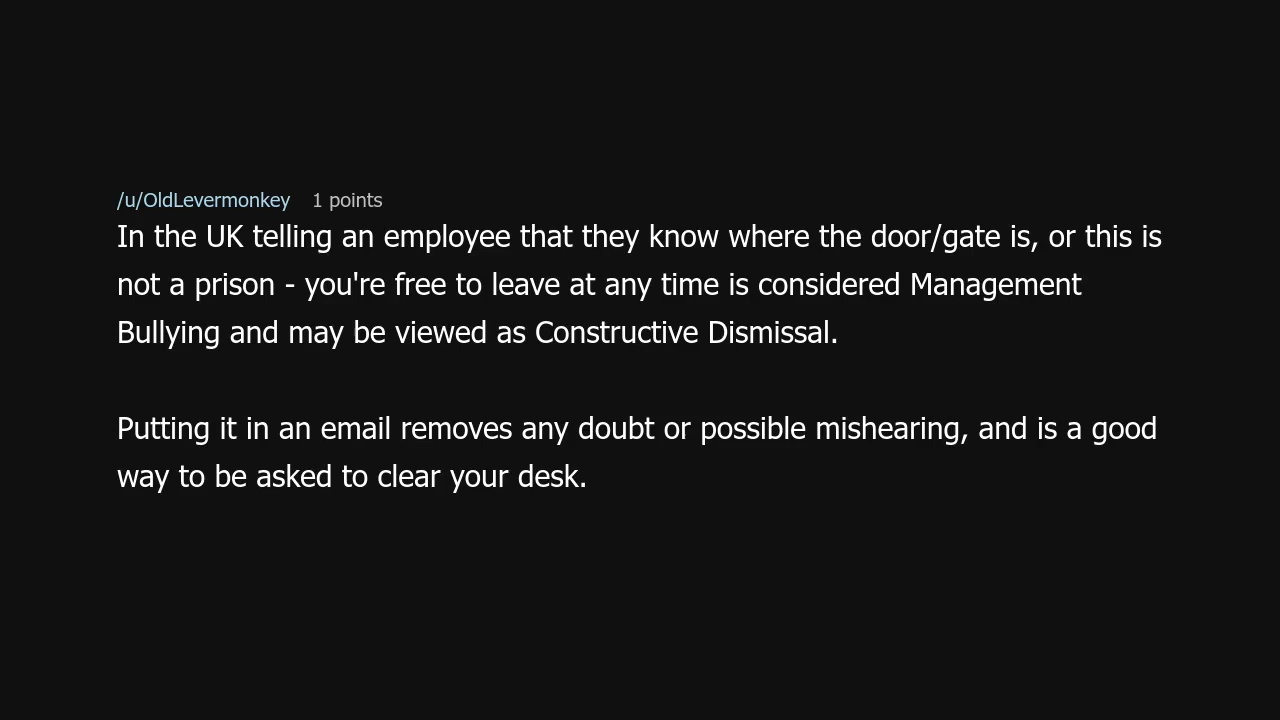 /u/OldLevermonkey 1 points
In the UK telling an employee that they know where the door/gate is, or this is
not a prison - you're free to leave at any time is considered Management
Bullying and may be viewed as Constructive Dismissal.
Putting it in an email removes any doubt or possible mishearing, and is a good
way to be asked to clear your desk.